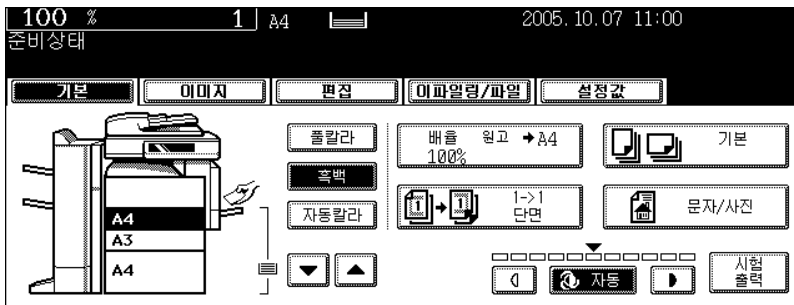 100 % 1 A4 2005.10.07 11:00
준비상태
기본 이미지 편집 이파일링/파일 설정값
풀칼라 배율 원고 ➔A4 기본
100%
흑백
A4 자동칼라 1 1 1->1 문자/사진
단면
A3
A4 자동 시험
출력